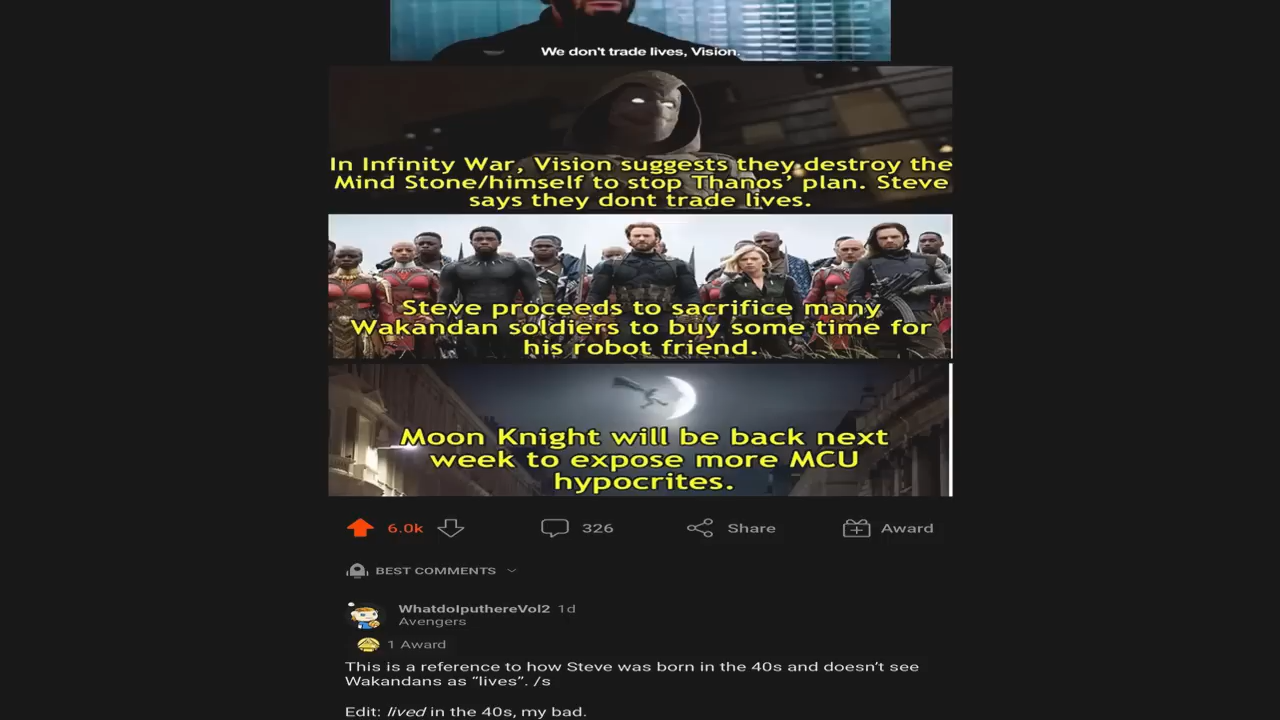 We don't trade lives, Vision.
In Infinity War, Vision suggests they destroy the
Mind Stone/himself to stop Thanos' plan. Steve
says they dont trade lives.
Steve proceeds to sacrifice many
Wakandan soldiers to buy some time for
his robot friend.
Moon Knight will be back next
week to expose more MCU
hypocrites.
6.0k 326 Share Award
BEST COMMENTS
WhatdoIputhereVol2 1d
Avengers
1 Award
This is a reference to how Steve was born in the 40s and doesn't see
Wakandans as “lives”. /s
Edit: lived in the 40s, my bad.